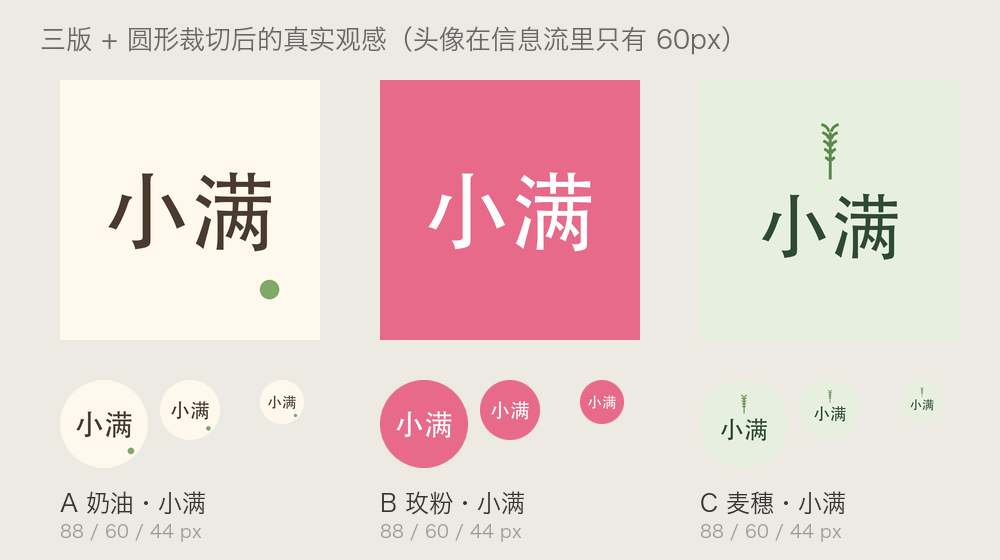 三版 + 圆形裁切后的真实观感（头像在信息流里只有 60px）
小满
小满
小满
小满 小满 小满
小满 小满 小满
小满 小满 小满
A 奶油 · 小满
88 / 60 / 44 px
B 玫粉 · 小满
88 / 60 / 44 px
C 麦穗 · 小满
88 / 60 / 44 px